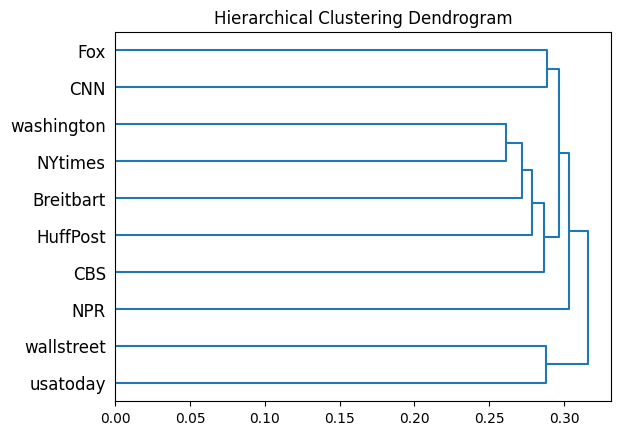 Hierarchical Clustering Dendrogram
Fox
CNN
washington
NYtimes
Breitbart
HuffPost
CBS
NPR
wallstreet
usatoday
0.00 0.05 0.10 0.15 0.20 0.25 0.30